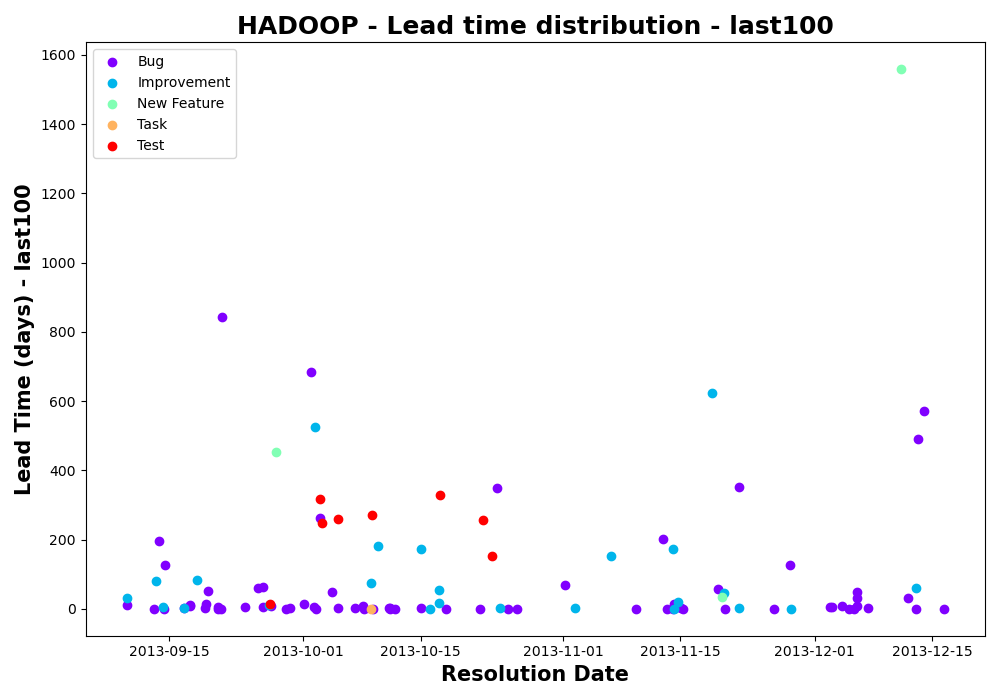 HADOOP - Lead time distribution - last100
Bug
Improvement
New Feature
Task
Test
1600
1400
1200
1000
800
600
400
200
0
Lead Time (days) - last100
2013-09-15 2013-10-01 2013-10-15 2013-11-01 2013-11-15 2013-12-01 2013-12-15
Resolution Date